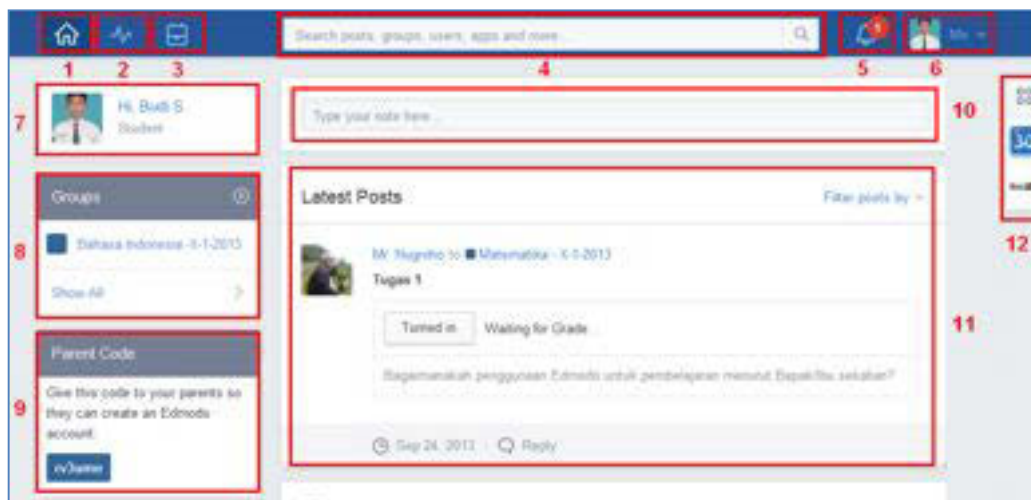 Search posts, groups, users, apps and more...
Me
1 2 3 4 5 6
7
Hi, Budi S.
Student
10
Type your note here...
Groups
8
Bahasa Indonesia -X-1-2013
Show All
12
Latest Posts
Filter posts by
Mr. Nugroho to Matematika - X-1-2013
Tugas 1
Turned in Waiting for Grade
11
Bagaimanakah penggunaan Edmodo untuk pembelajaran menurut Bapak/Ibu sekalian?
Sep 24, 2013 Reply
Parent Code
9
Give this code to your parents so
they can create an Edmodo
account: